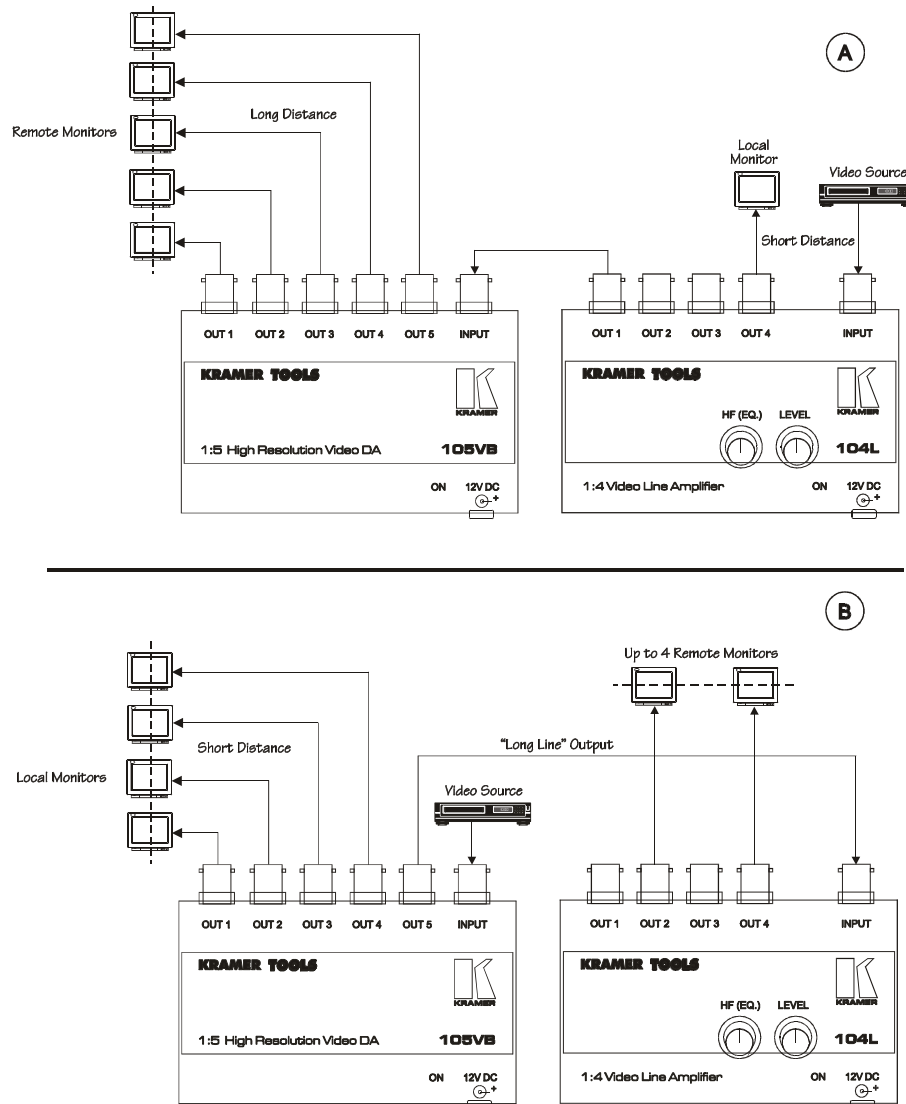 A
Remote Monitors
Long Distance
Local
Monitor
Video Source
Short Distance
OUT 1 OUT 2 OUT 3 OUT 4 OUT 5 INPUT
KRAMER TOOLS
K
KRAMER
1:5 High Resolution Video DA 105VB
ON 12V DC
+
OUT 1 OUT 2 OUT 3 OUT 4 INPUT
KRAMER TOOLS
K
KRAMER
HF (EQ.) LEVEL
104L
1:4 Video Line Amplifier ON 12V DC
+
B
Up to 4 Remote Monitors
"Long Line" Output
Short Distance
Local Monitors
Video Source
OUT 1 OUT 2 OUT 3 OUT 4 OUT 5 INPUT
KRAMER TOOLS
K
KRAMER
1:5 High Resolution Video DA 105VB
ON 12V DC
+
OUT 1 OUT 2 OUT 3 OUT 4 INPUT
KRAMER TOOLS
K
KRAMER
HF (EQ.) LEVEL
104L
1:4 Video Line Amplifier ON 12V DC
+